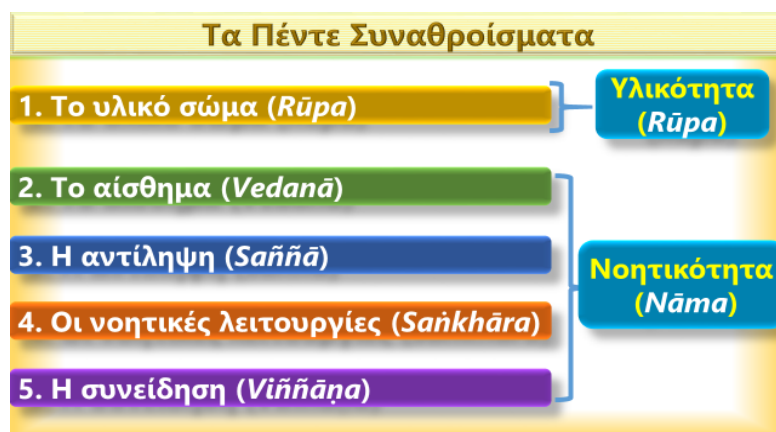 Τα Πέντε Συναθροίσματα
1. Το υλικό σώμα (Rūpa)
Υλικότητα
(Rūpa)
2. Το αίσθημα (Vedanā)
3. Η αντίληψη (Saññā)
4. Οι νοητικές λειτουργίες (Saṅkhāra)
5. Η συνείδηση (Viññāṇa)
Νοητικότητα
(Nāma)